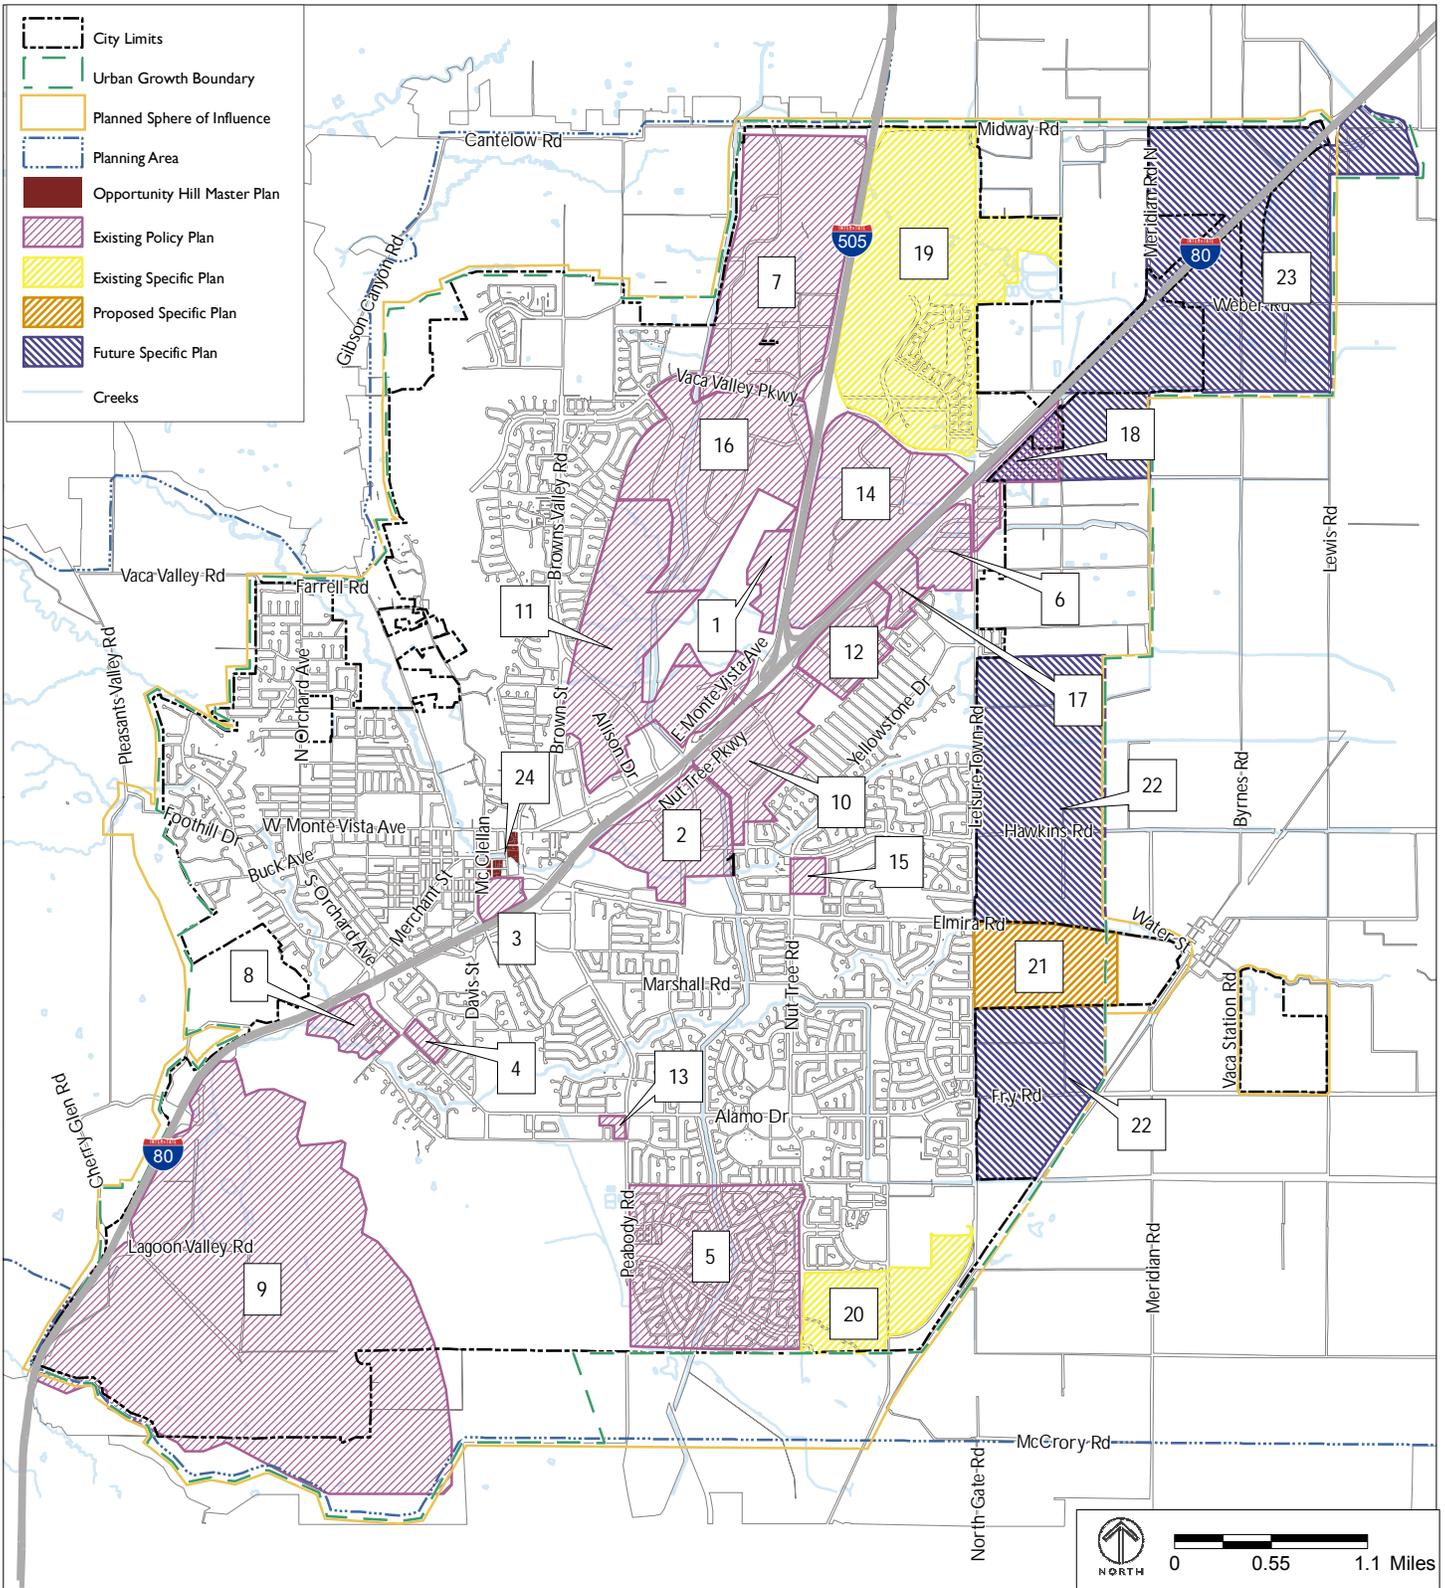 City Limits
Urban Growth Boundary
Planned Sphere of Influence
Planning Area
Opportunity Hill Master Plan
Existing Policy Plan
Existing Specific Plan
Proposed Specific Plan
Future Specific Plan
Creeks
Cantelow Rd
Midway Rd
Gibson Canyon Rd
Meridian Rd N
INTERSTATE
505
19
INTERSTATE
80
23
7
Weber Rd
Vaca Valley Pkwy
16
18
14
Browns Valley Rd
Lewis Rd
Vaca Valley Rd
Farrell Rd
11
1
6
12
17
Pleasants Valley Rd
N Orchard Ave
Brown St
Allison Dr
E Monte Vista Ave
Yellowstone Dr
Leisure Town Rd
24
Nut Tree Pkwy
10
22
Byrnes Rd
Foothill Dr
W Monte Vista Ave
Mc Clellan
2
Hawkins Rd
Buck Ave
15
S Orchard Ave
Merchant St
3
Elmira Rd
Water St
8
Davis St
Marshall Rd
Nut Tree Rd
21
Vaca Station Rd
4
13
Cherry Glen Rd
Alamo Dr
Fry Rd
22
INTERSTATE
80
Lagoon Valley Rd
Peabody Rd
5
Meridian Rd
9
20
McCrory Rd
North Gate Rd
NORTH
0 0.55 1.1 Miles